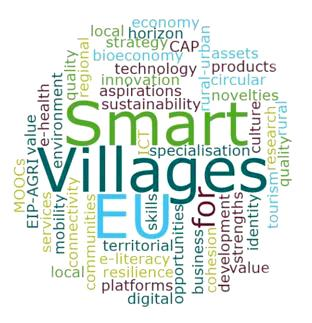 economy
local horizon
strategy CAP
bioeconomy
technology
innovation
aspirations
sustainability
regional
quality
environment
e-health
value
EIP-AGRI
MOOCs
rural-urban
assets
products
circular
novelties
culture
research
rural
quality
Smart
ICT
specialisation
Villages
EU
for
skills
mobility
services
connectivity
communities
territorial
e-literacy
resilience
platforms
digital
local
opportunities
business
cohesion
development
strengths
value
identity
tourism